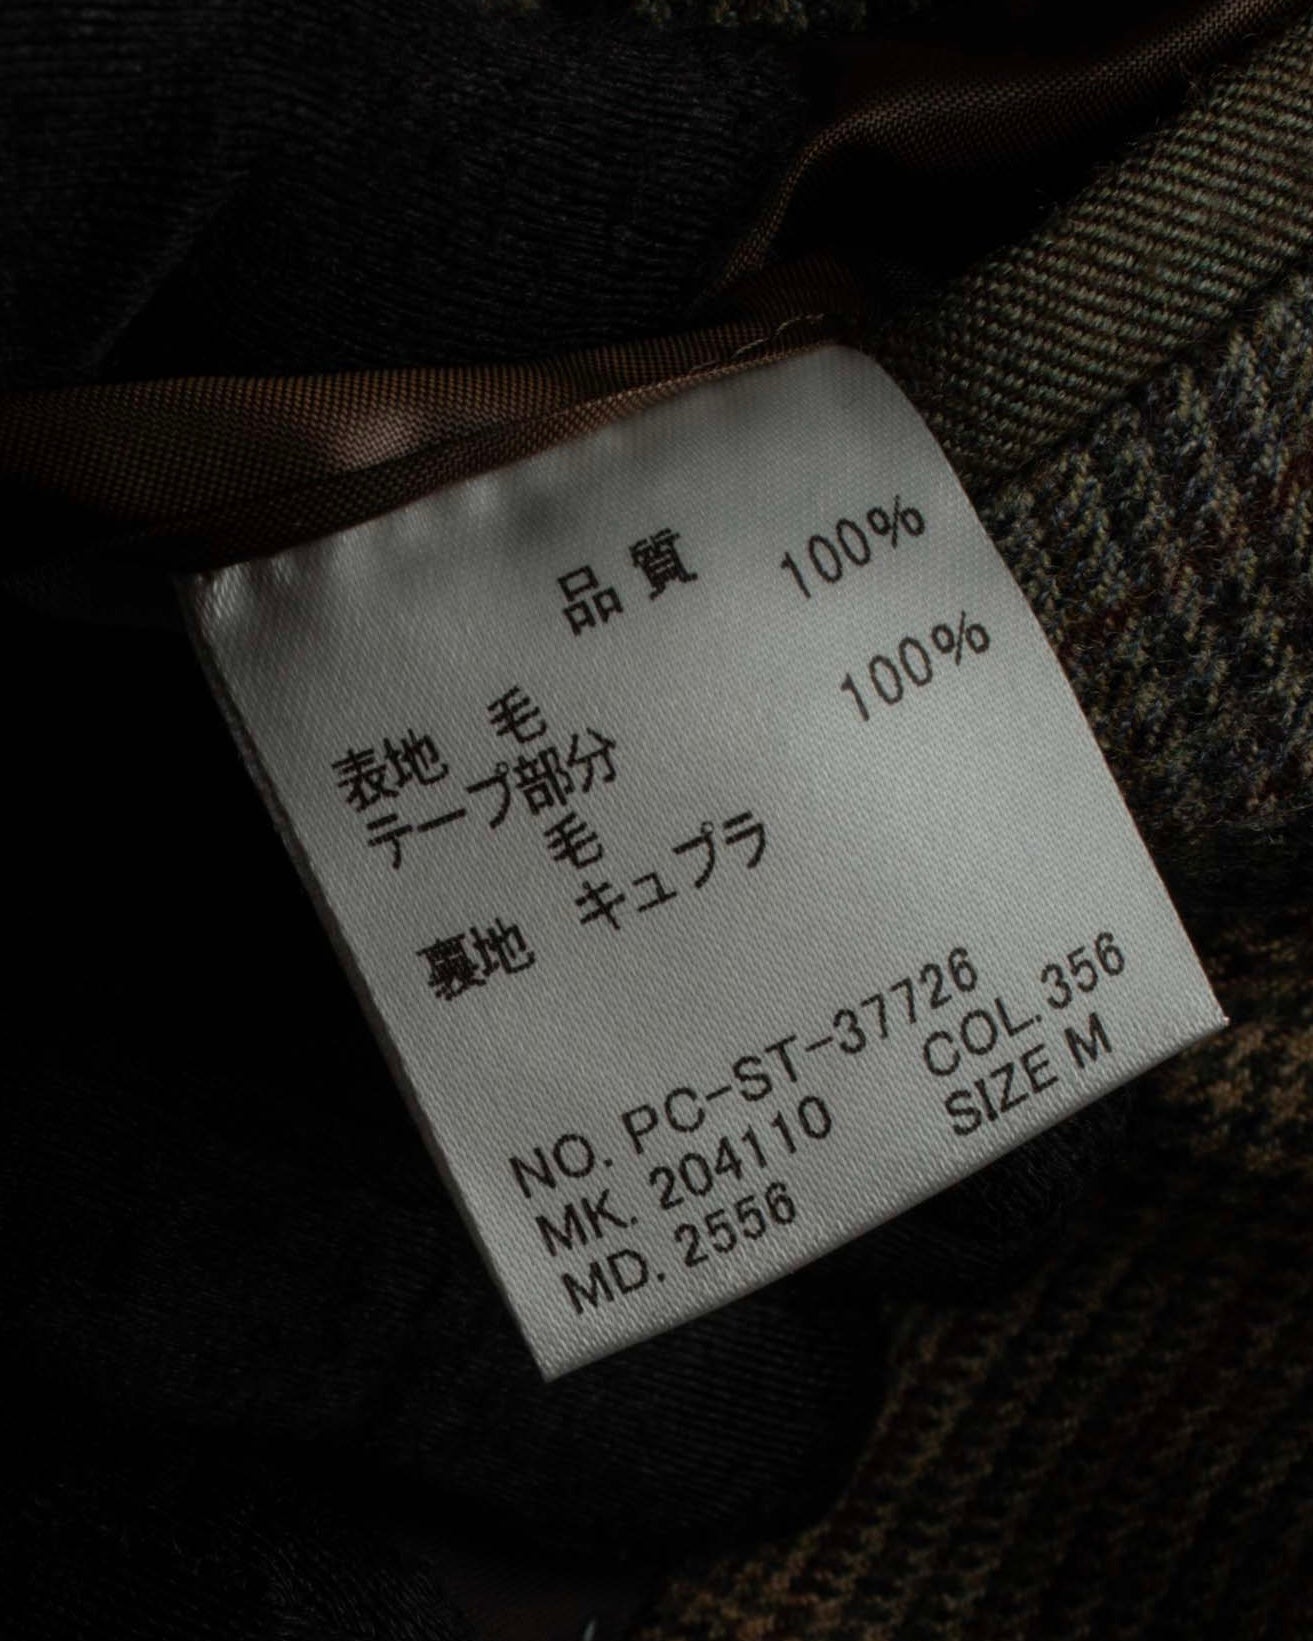 品質
表地 毛 100%
テープ部分
毛 100%
裏地 キュプラ
NO. PC-ST-37726
MK. 204110 COL. 356
MD. 2556 SIZE M